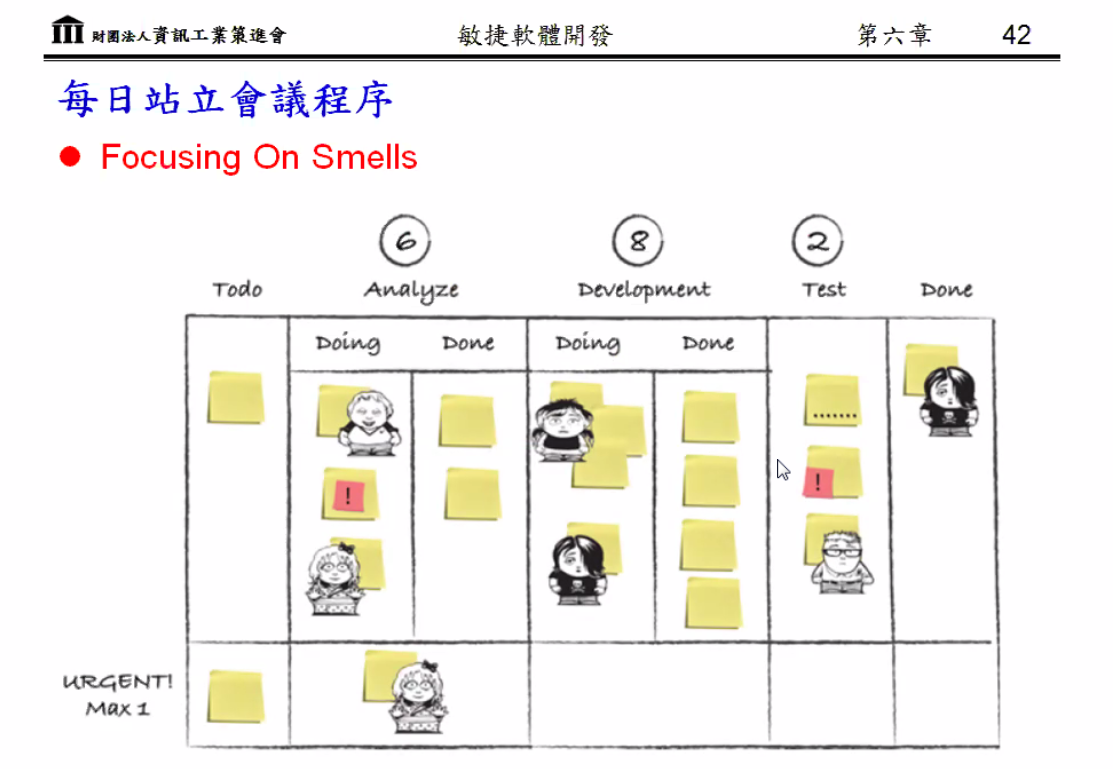 財團法人資訊工業策進會 敏捷軟體開發 第六章 42
每日站立會議程序
Focusing On Smells
6 8 2
Todo Analyze Development Test Done
Doing Done Doing Done
!
!
URGENT!
Max 1